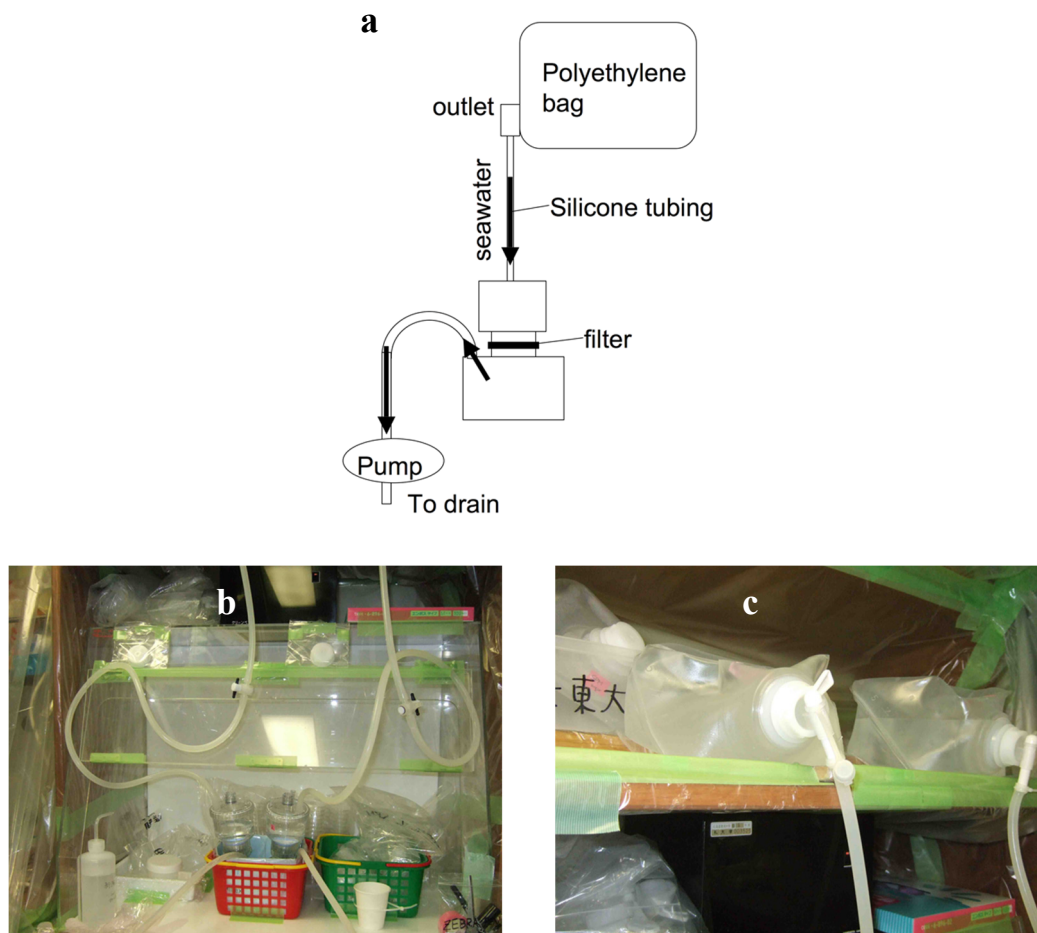 a
Polyethylene
bag
outlet
seawater
Silicone tubing
filter
Pump
To drain
b
ZEBRA
c
東大